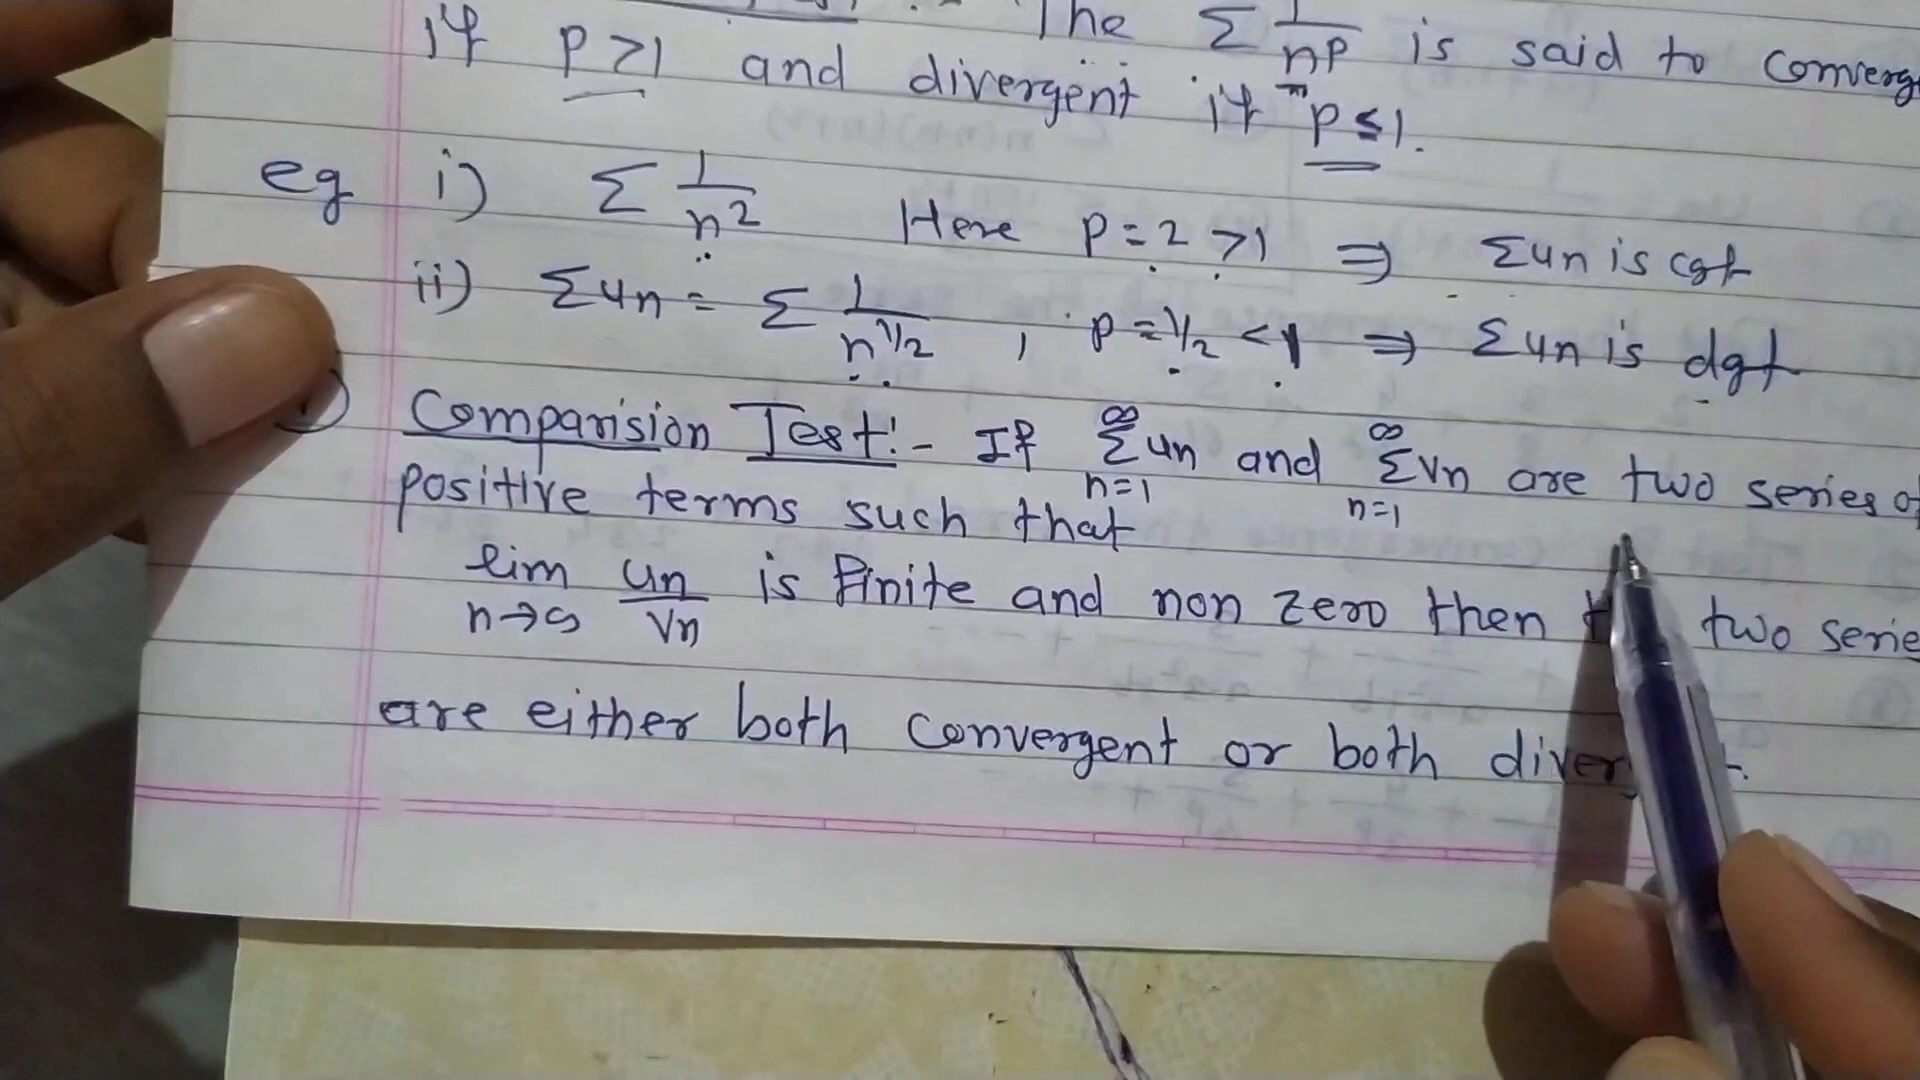 The Σ 1/n^p is said to converg
if p>1 and divergent if p≤1.
eg i) Σ 1/n² Here p=2>1 ⇒ Σun is cgt
ii) Σun = Σ 1/n^1/2 , p=1/2<1 ⇒ Σun is dgt
Comparision Test:- If ∞Σn=1 un and ∞Σn=1 vn are two series of
positive terms such that
lim n→∞ un/vn is finite and non zero then two serie
are either both convergent or both